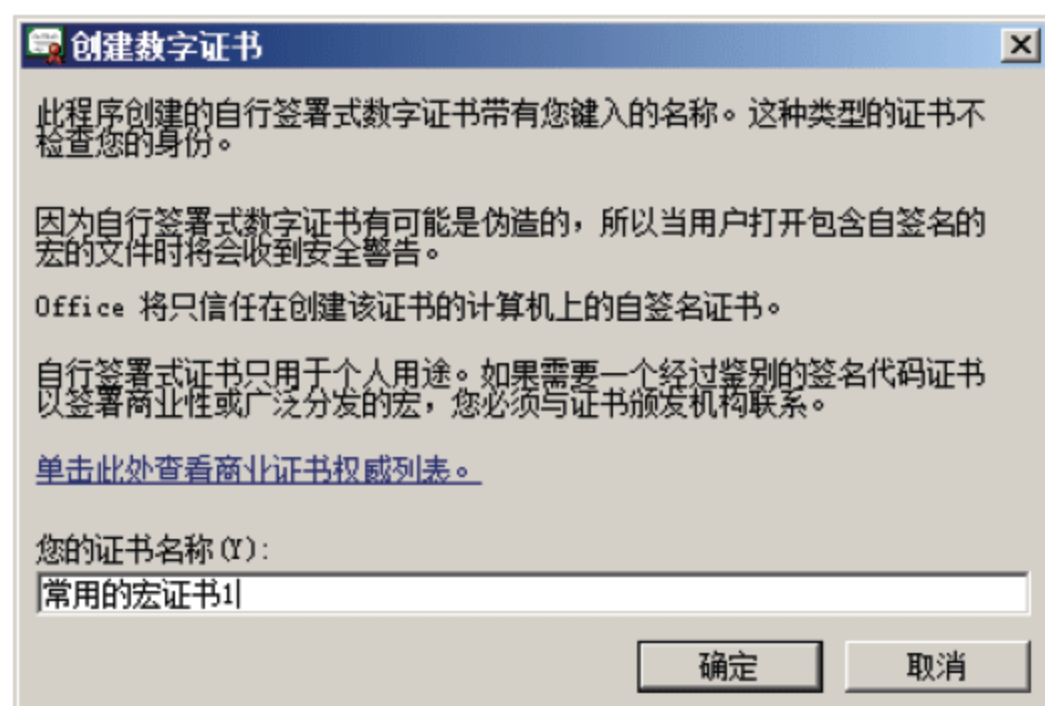 创建数字证书
此程序创建的自行签署式数字证书带有您键入的名称。这种类型的证书不
检查您的身份。
因为自行签署式数字证书有可能是伪造的，所以当用户打开包含自签名的
宏的文件时将会收到安全警告。
Office 将只信任在创建该证书的计算机上的自签名证书。
自行签署式证书只用于个人用途。如果需要一个经过鉴别的签名代码证书
以签署商业性或广泛分发的宏，您必须与证书颁发机构联系。
单击此处查看商业证书权威列表。
您的证书名称(Y):
常用的宏证书1
确定 取消